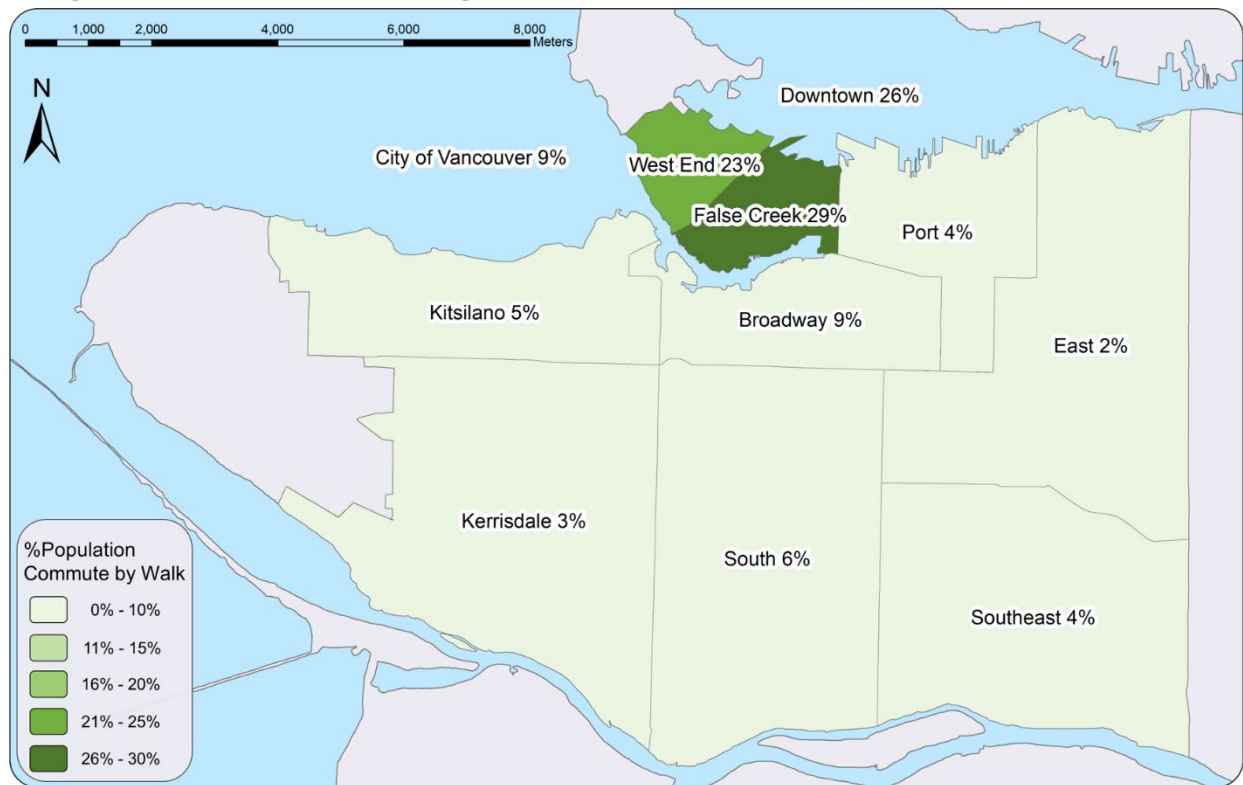 0 1,000 2,000 4,000 6,000 8,000
Meters
N
Downtown 26%
City of Vancouver 9%
West End 23%
False Creek 29%
Port 4%
Kitsilano 5%
Broadway 9%
East 2%
Kerrisdale 3%
South 6%
Southeast 4%
%Population
Commute by Walk
0% - 10%
11% - 15%
16% - 20%
21% - 25%
26% - 30%